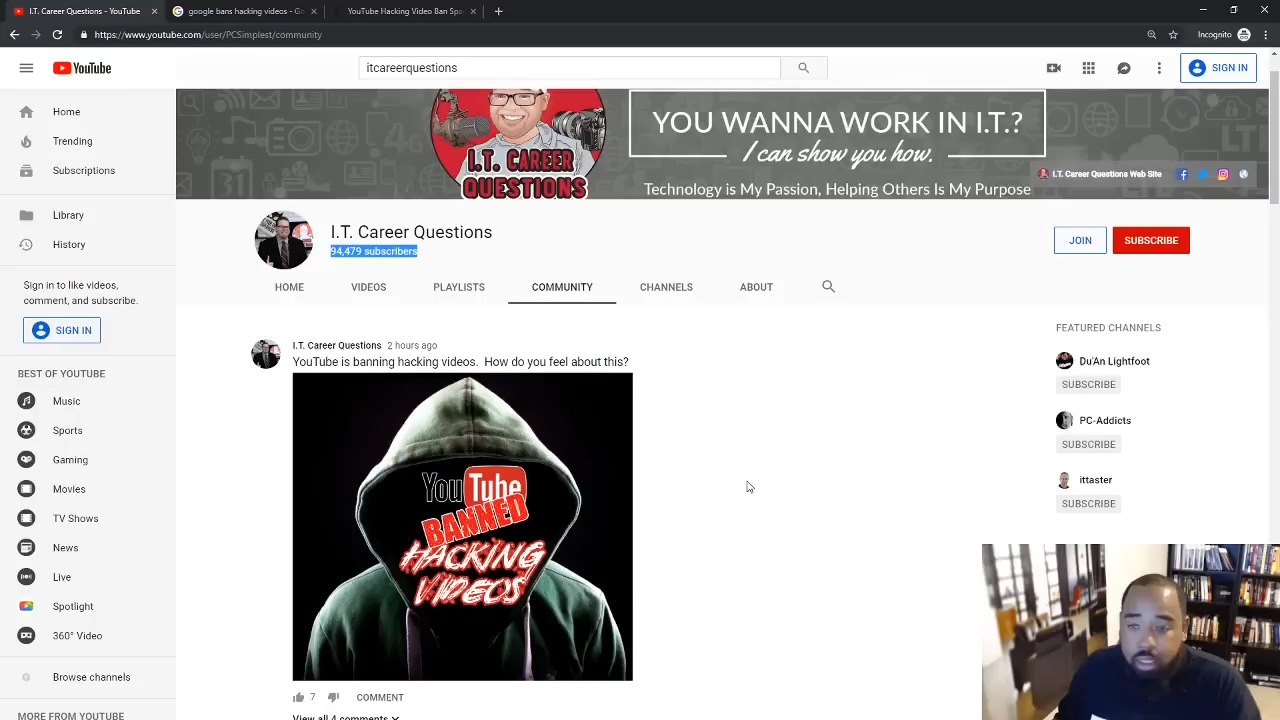 I.T. Career Questions - YouTube
google banning hacking videos - Go
YouTube Hacking Video Ban Spa
https://www.youtube.com/user/PCSimplest/community
Incognito
YouTube
itcareerquestions
SIGN IN
Home
Trending
Subscriptions
Library
History
Sign in to like videos,
comment, and subscribe.
SIGN IN
BEST OF YOUTUBE
Music
Sports
Gaming
Movies
TV Shows
News
Live
Spotlight
360° Video
Browse channels
MORE FROM YOUTUBE
I.T. CAREER
QUESTIONS
YOU WANNA WORK IN I.T.?
I can show you how.
Technology is My Passion, Helping Others Is My Purpose
I.T. Career Questions Web Site
I.T. Career Questions
94,479 subscribers
JOIN
SUBSCRIBE
HOME
VIDEOS
PLAYLISTS
COMMUNITY
CHANNELS
ABOUT
I.T. Career Questions 2 hours ago
YouTube is banning hacking videos. How do you feel about this?
YouTube
BANNED
HACKING
VIDEOS
7
COMMENT
View all 4 comments
FEATURED CHANNELS
Du'An Lightfoot
SUBSCRIBE
PC-Addicts
SUBSCRIBE
ittaster
SUBSCRIBE